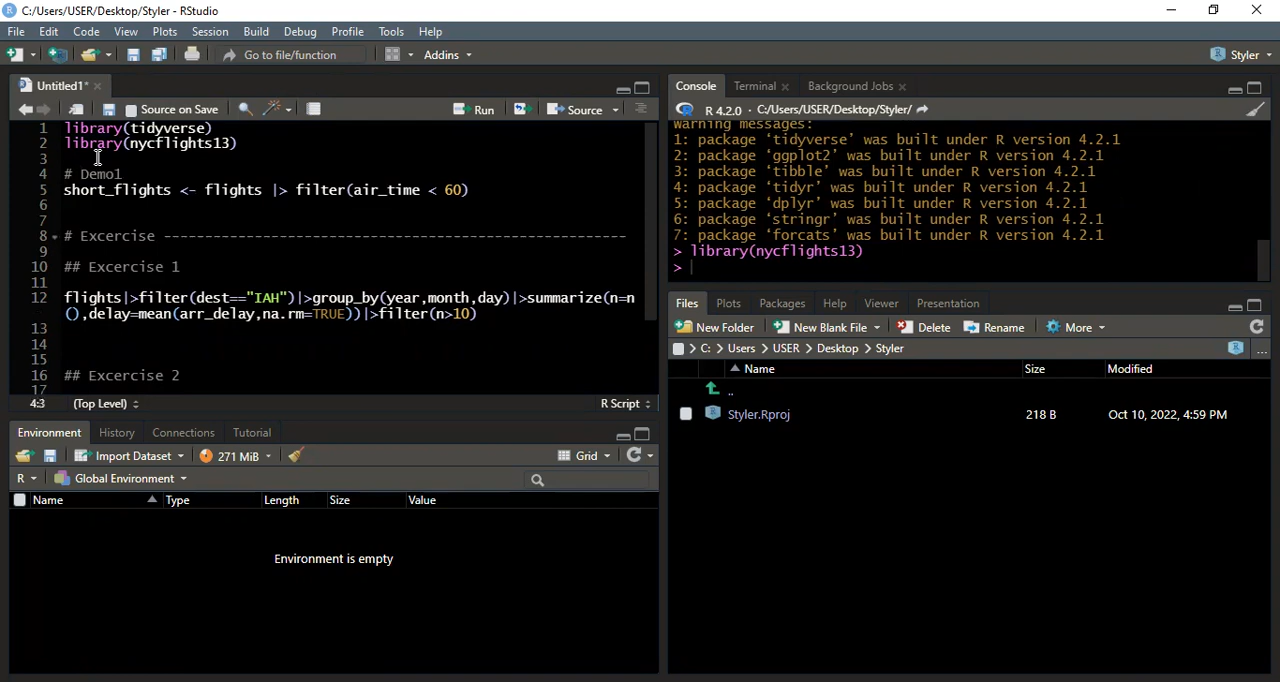 C:/Users/USER/Desktop/Styler - RStudio
File Edit Code View Plots Session Build Debug Profile Tools Help
Go to file/function Addins Styler
Untitled1*
Source on Save Run Source
1 library(tidyverse)
2 library(nycflights13)
3
4 # Demo1
5 short_flights <- flights |> filter(air_time < 60)
6
7
8 # Excercise ----------------------------------------------------------
9
10 ## Excercise 1
11
12 flights|>filter(dest=="IAH")|>group_by(year,month,day)|>summarize(n=n
(),delay=mean(arr_delay,na.rm=TRUE))|>filter(n>10)
13
14
15
16 ## Excercise 2
17
4:3 (Top Level) R Script
Environment History Connections Tutorial
Import Dataset 271 MiB Grid
R Global Environment
Name Type Length Size Value
Environment is empty
Console Terminal Background Jobs
R 4.2.0 · C:/Users/USER/Desktop/Styler/
Warning messages:
1: package ‘tidyverse’ was built under R version 4.2.1
2: package ‘ggplot2’ was built under R version 4.2.1
3: package ‘tibble’ was built under R version 4.2.1
4: package ‘tidyr’ was built under R version 4.2.1
5: package ‘dplyr’ was built under R version 4.2.1
6: package ‘stringr’ was built under R version 4.2.1
7: package ‘forcats’ was built under R version 4.2.1
> library(nycflights13)
>
Files Plots Packages Help Viewer Presentation
New Folder New Blank File Delete Rename More
C: > Users > USER > Desktop > Styler ...
Name Size Modified
..
Styler.Rproj 218 B Oct 10, 2022, 4:59 PM